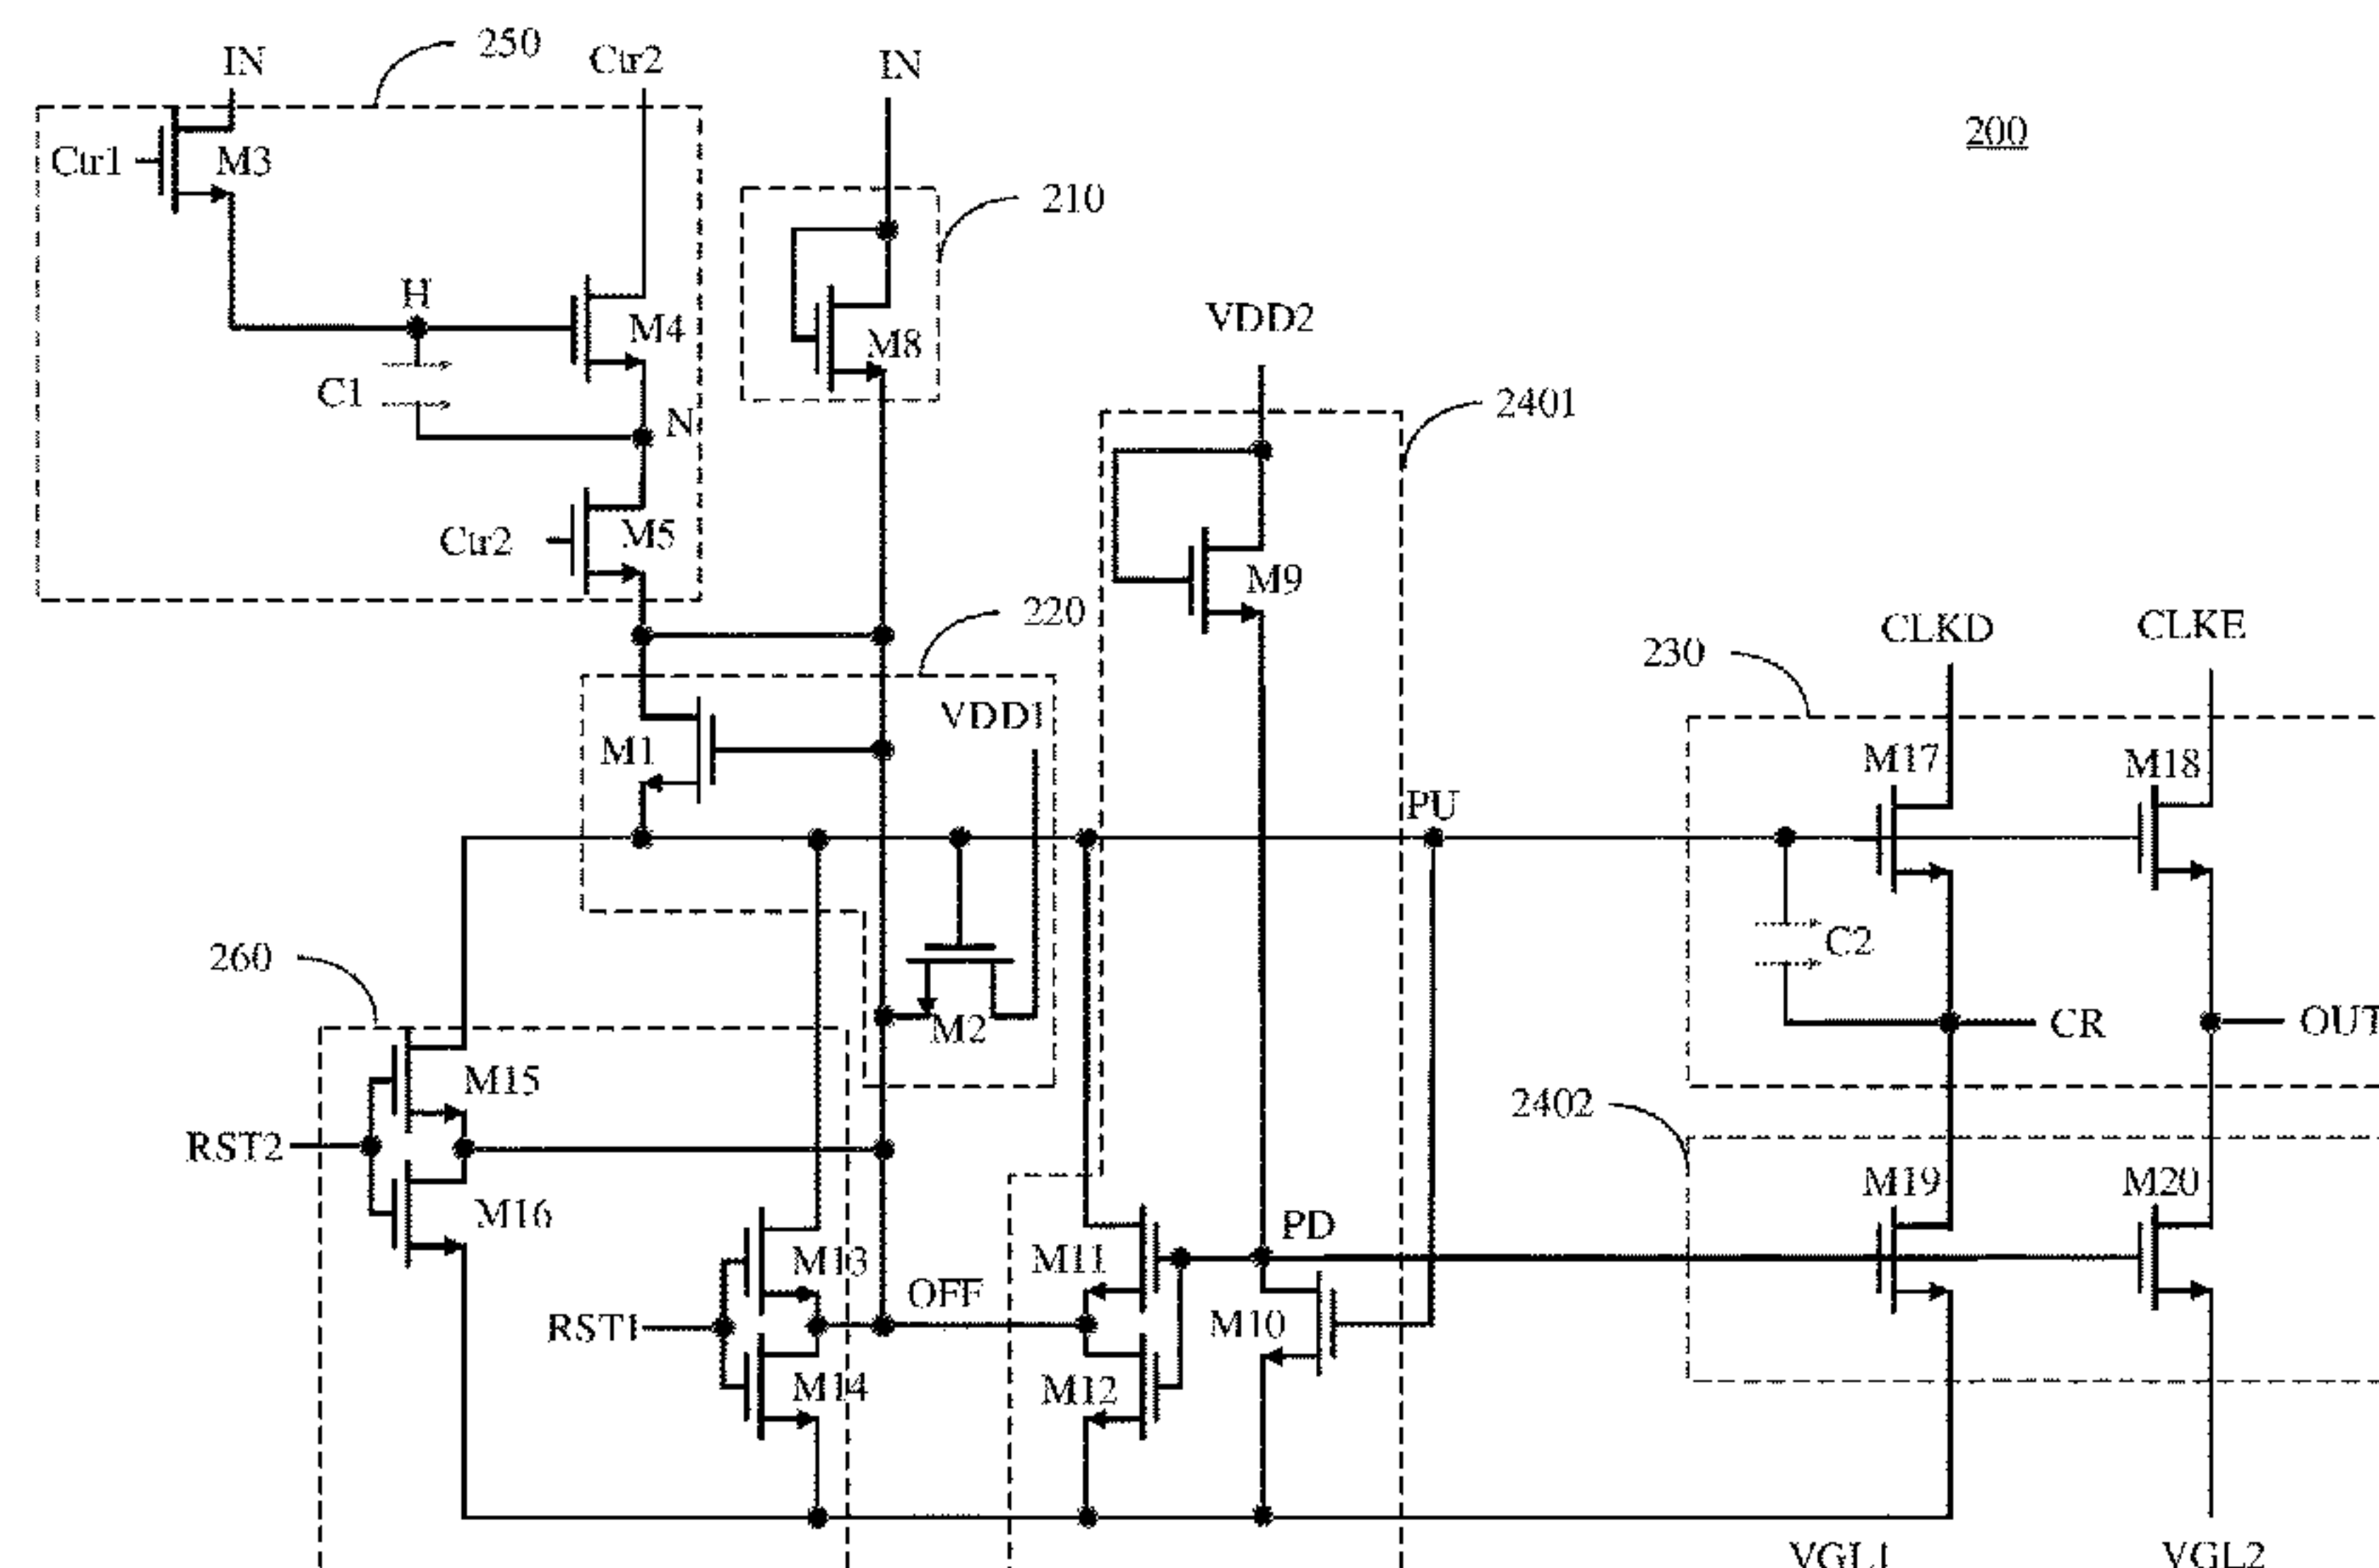 IN
250
Ctr2
IN
200
Ctr1
M3
210
H
M4
M8
VDD2
C1
N
2401
Ctr2
M5
M9
220
CLKD
CLKE
230
VDD1
M1
M17
M18
PU
C2
260
M2
CR
OUT
M15
2402
RST2
M16
M19
M20
PD
M13
M11
OFF
RST1
M10
M14
M12
VGL1
VGL2